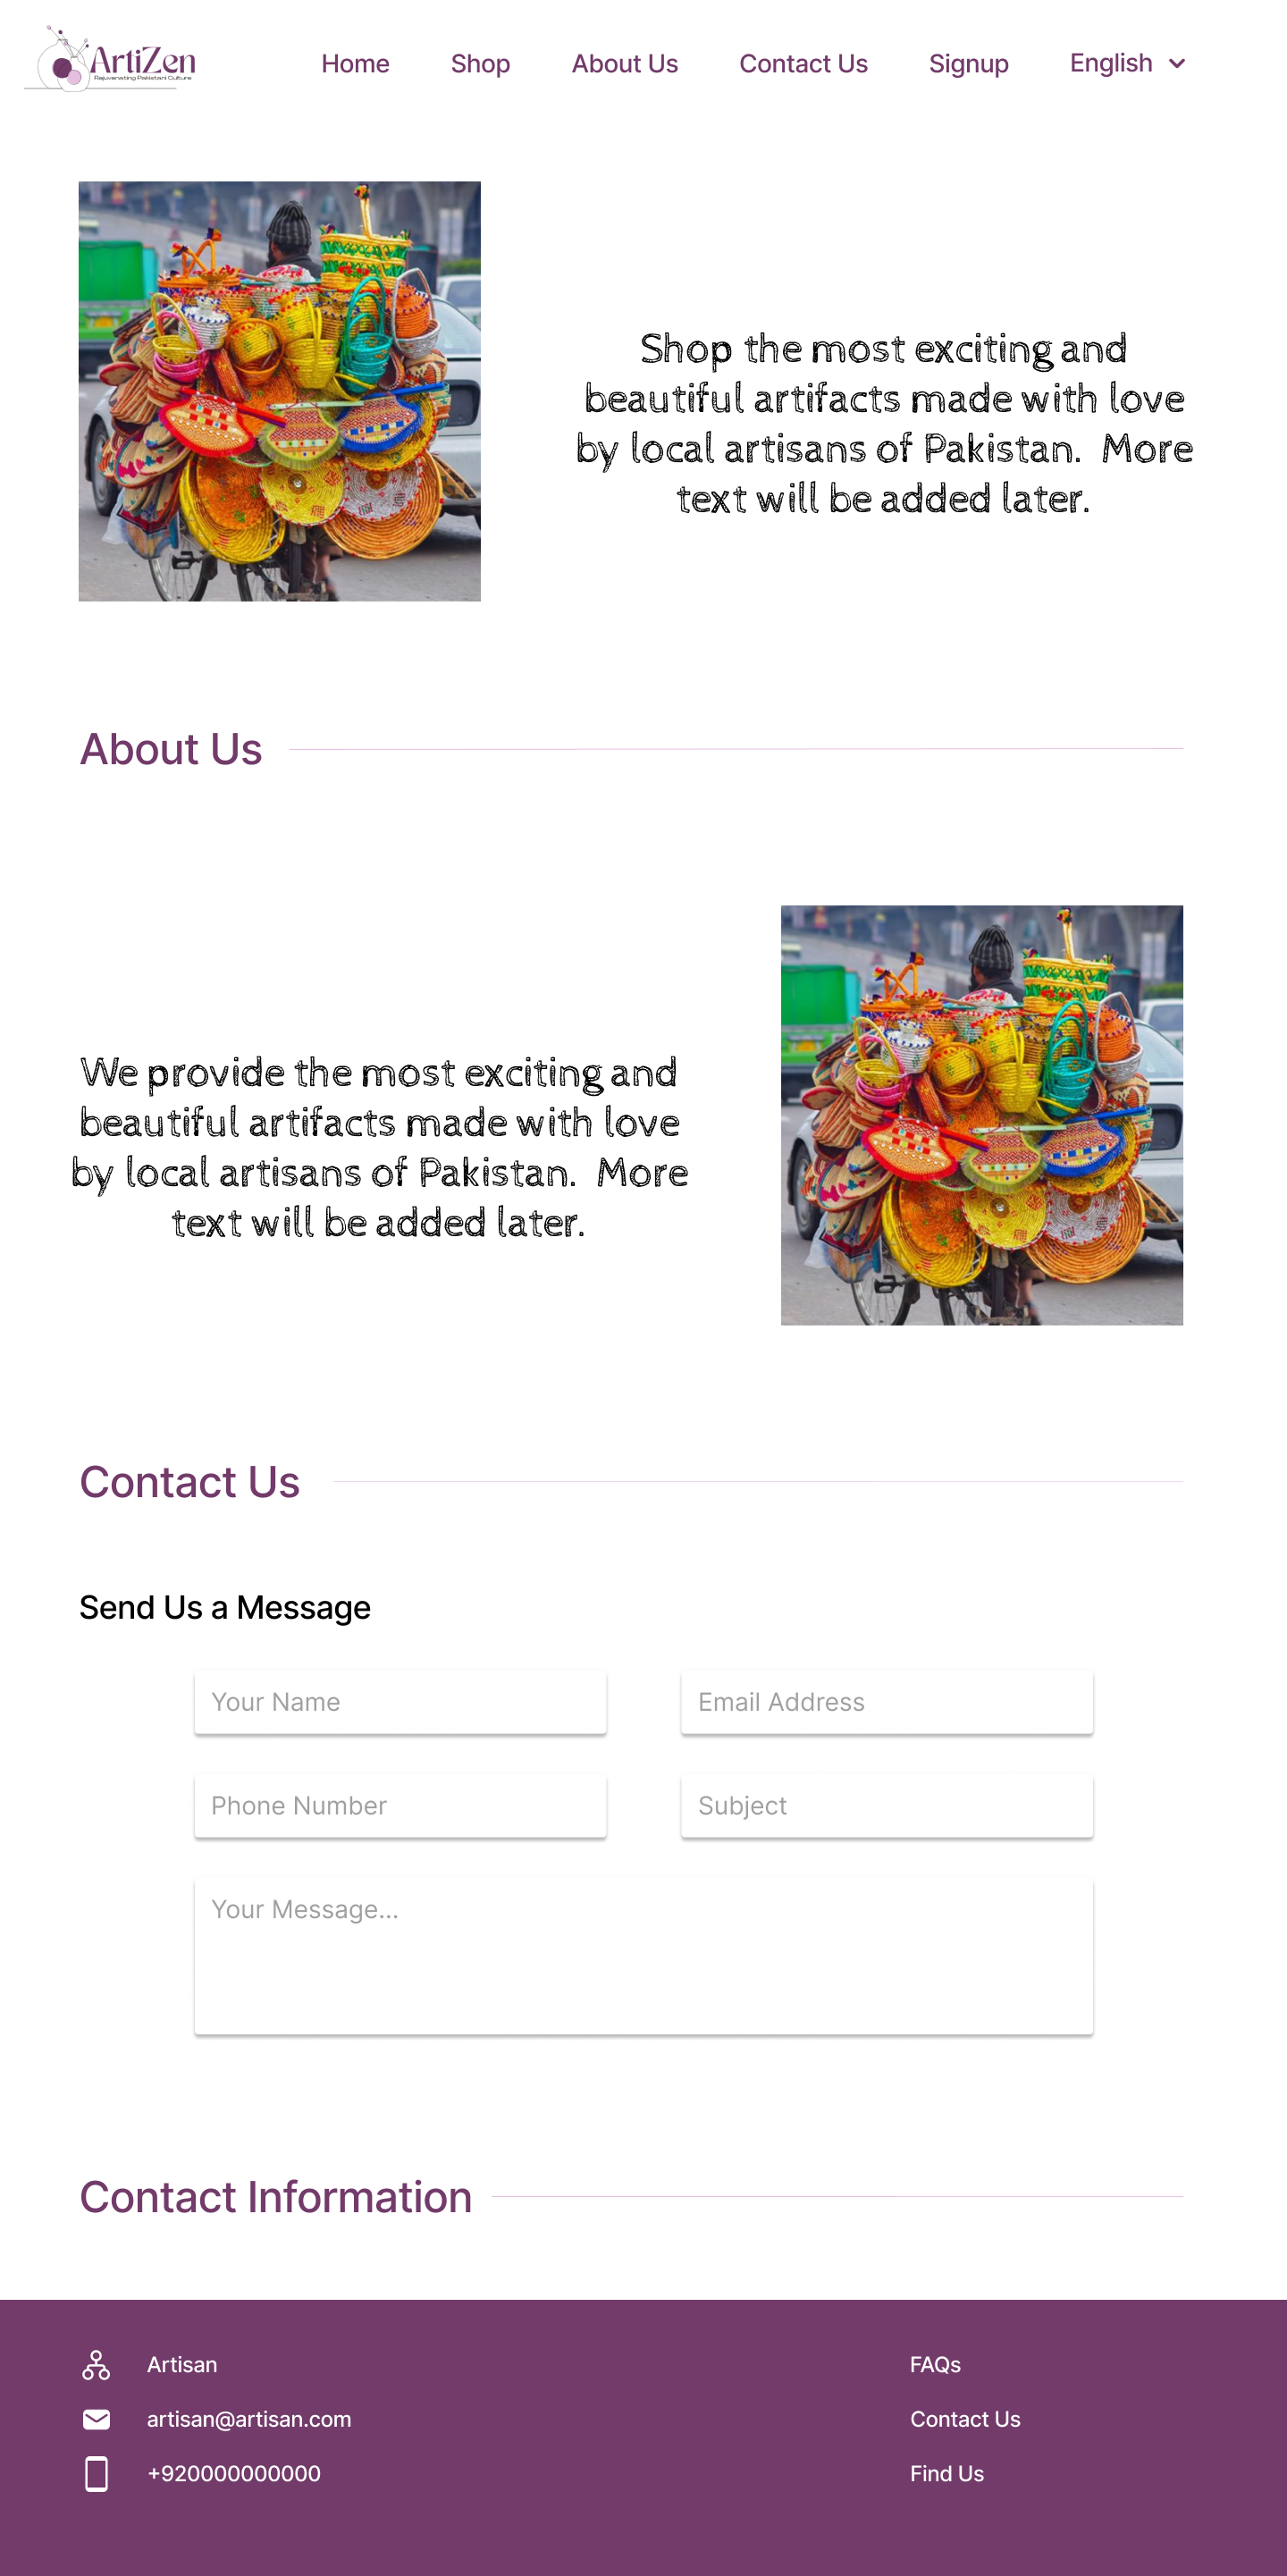 ArtiZen
Rejuvenating Pakistani Culture
Home Shop About Us Contact Us Signup English
Shop the most exciting and
beautiful artifacts made with love
by local artisans of Pakistan. More
text will be added later.
About Us
We provide the most exciting and
beautiful artifacts made with love
by local artisans of Pakistan. More
text will be added later.
Contact Us
Send Us a Message
Your Name Email Address
Phone Number Subject
Your Message...
Contact Information
Artisan FAQs
artisan@artisan.com Contact Us
+920000000000 Find Us